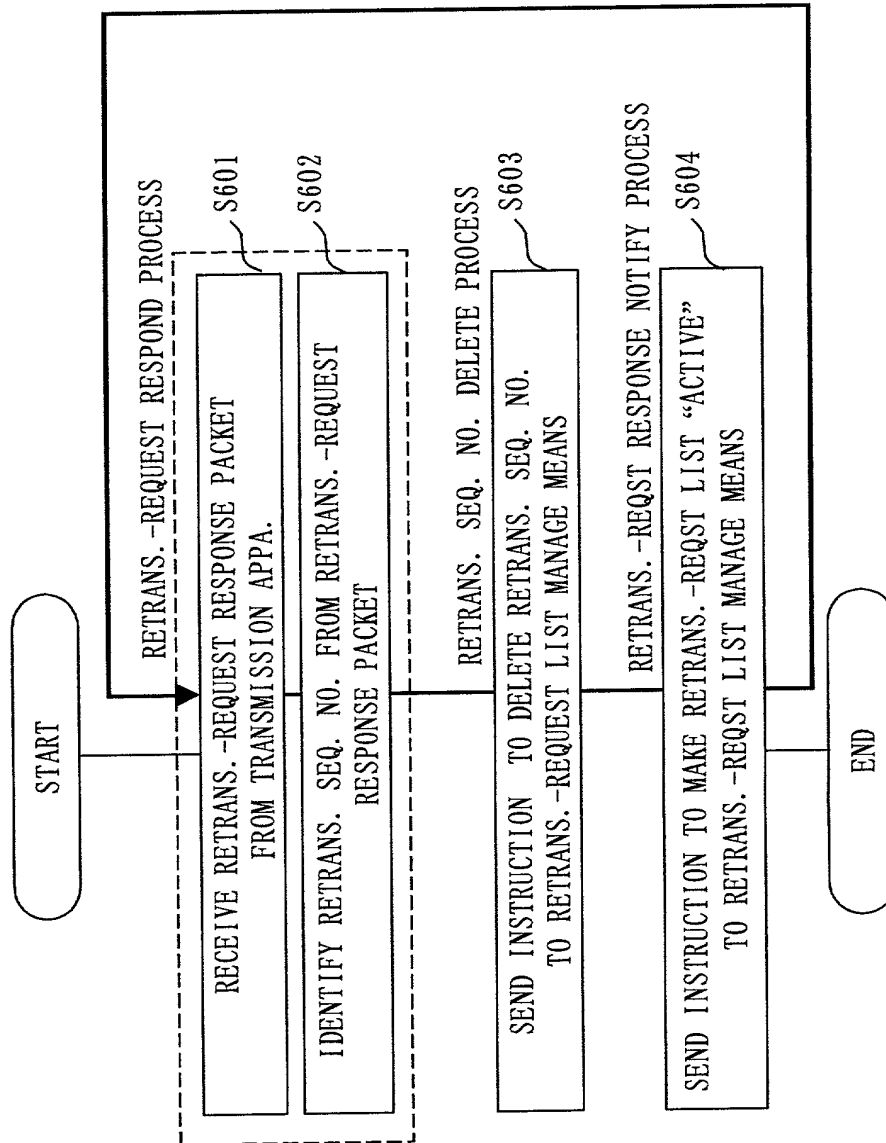 START
RETRANS.-REQUEST RESPOND PROCESS
RECEIVE RETRANS.-REQUEST RESPONSE PACKET
FROM TRANSMISSION APPA.
S601
IDENTIFY RETRANS. SEQ. NO. FROM RETRANS.-REQUEST
RESPONSE PACKET
S602
RETRANS. SEQ. NO. DELETE PROCESS
SEND INSTRUCTION TO DELETE RETRANS. SEQ. NO.
TO RETRANS.-REQUEST LIST MANAGE MEANS
S603
RETRANS.-REQST RESPONSE NOTIFY PROCESS
SEND INSTRUCTION TO MAKE RETRANS.-REQST LIST “ACTIVE”
TO RETRANS.-REQST LIST MANAGE MEANS
S604
END